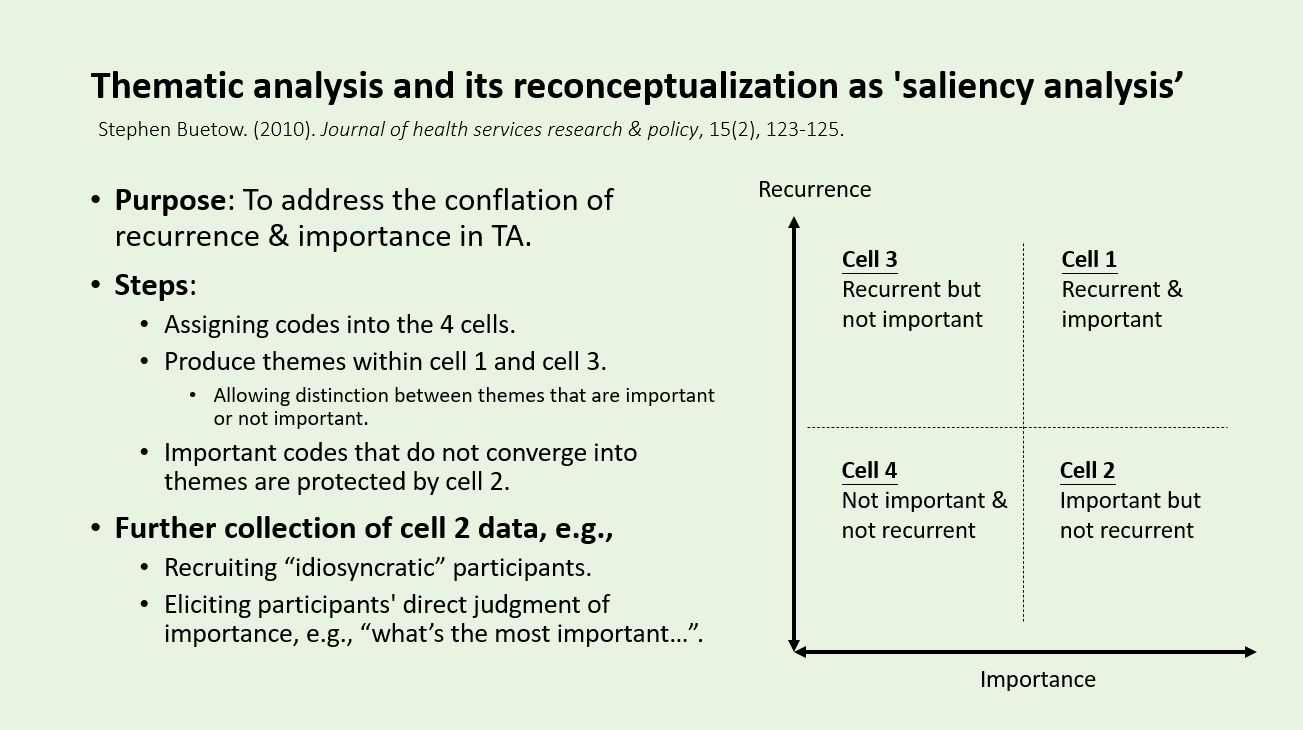 Thematic analysis and its reconceptualization as 'saliency analysis’
Stephen Buetow. (2010). Journal of health services research & policy, 15(2), 123-125.
• Purpose: To address the conflation of
recurrence & importance in TA.
• Steps:
• Assigning codes into the 4 cells.
• Produce themes within cell 1 and cell 3.
• Allowing distinction between themes that are important
or not important.
• Important codes that do not converge into
themes are protected by cell 2.
• Further collection of cell 2 data, e.g.,
• Recruiting “idiosyncratic” participants.
• Eliciting participants' direct judgment of
importance, e.g., “what’s the most important…”.
Recurrence
Cell 3
Recurrent but
not important
Cell 1
Recurrent &
important
Cell 4
Not important &
not recurrent
Cell 2
Important but
not recurrent
Importance